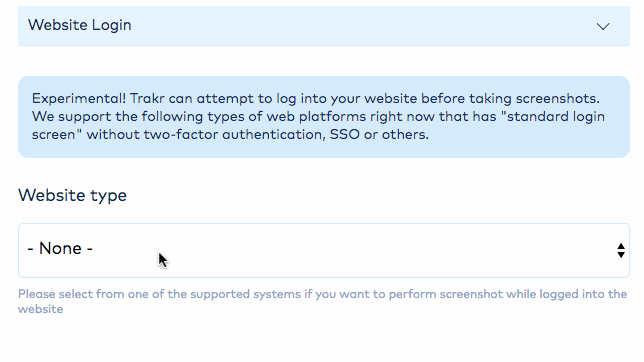 Website Login
Experimental! Trakr can attempt to log into your website before taking screenshots.
We support the following types of web platforms right now that has "standard login
screen" without two-factor authentication, SSO or others.
Website type
- None -
Please select from one of the supported systems if you want to perform screenshot while logged into the
website